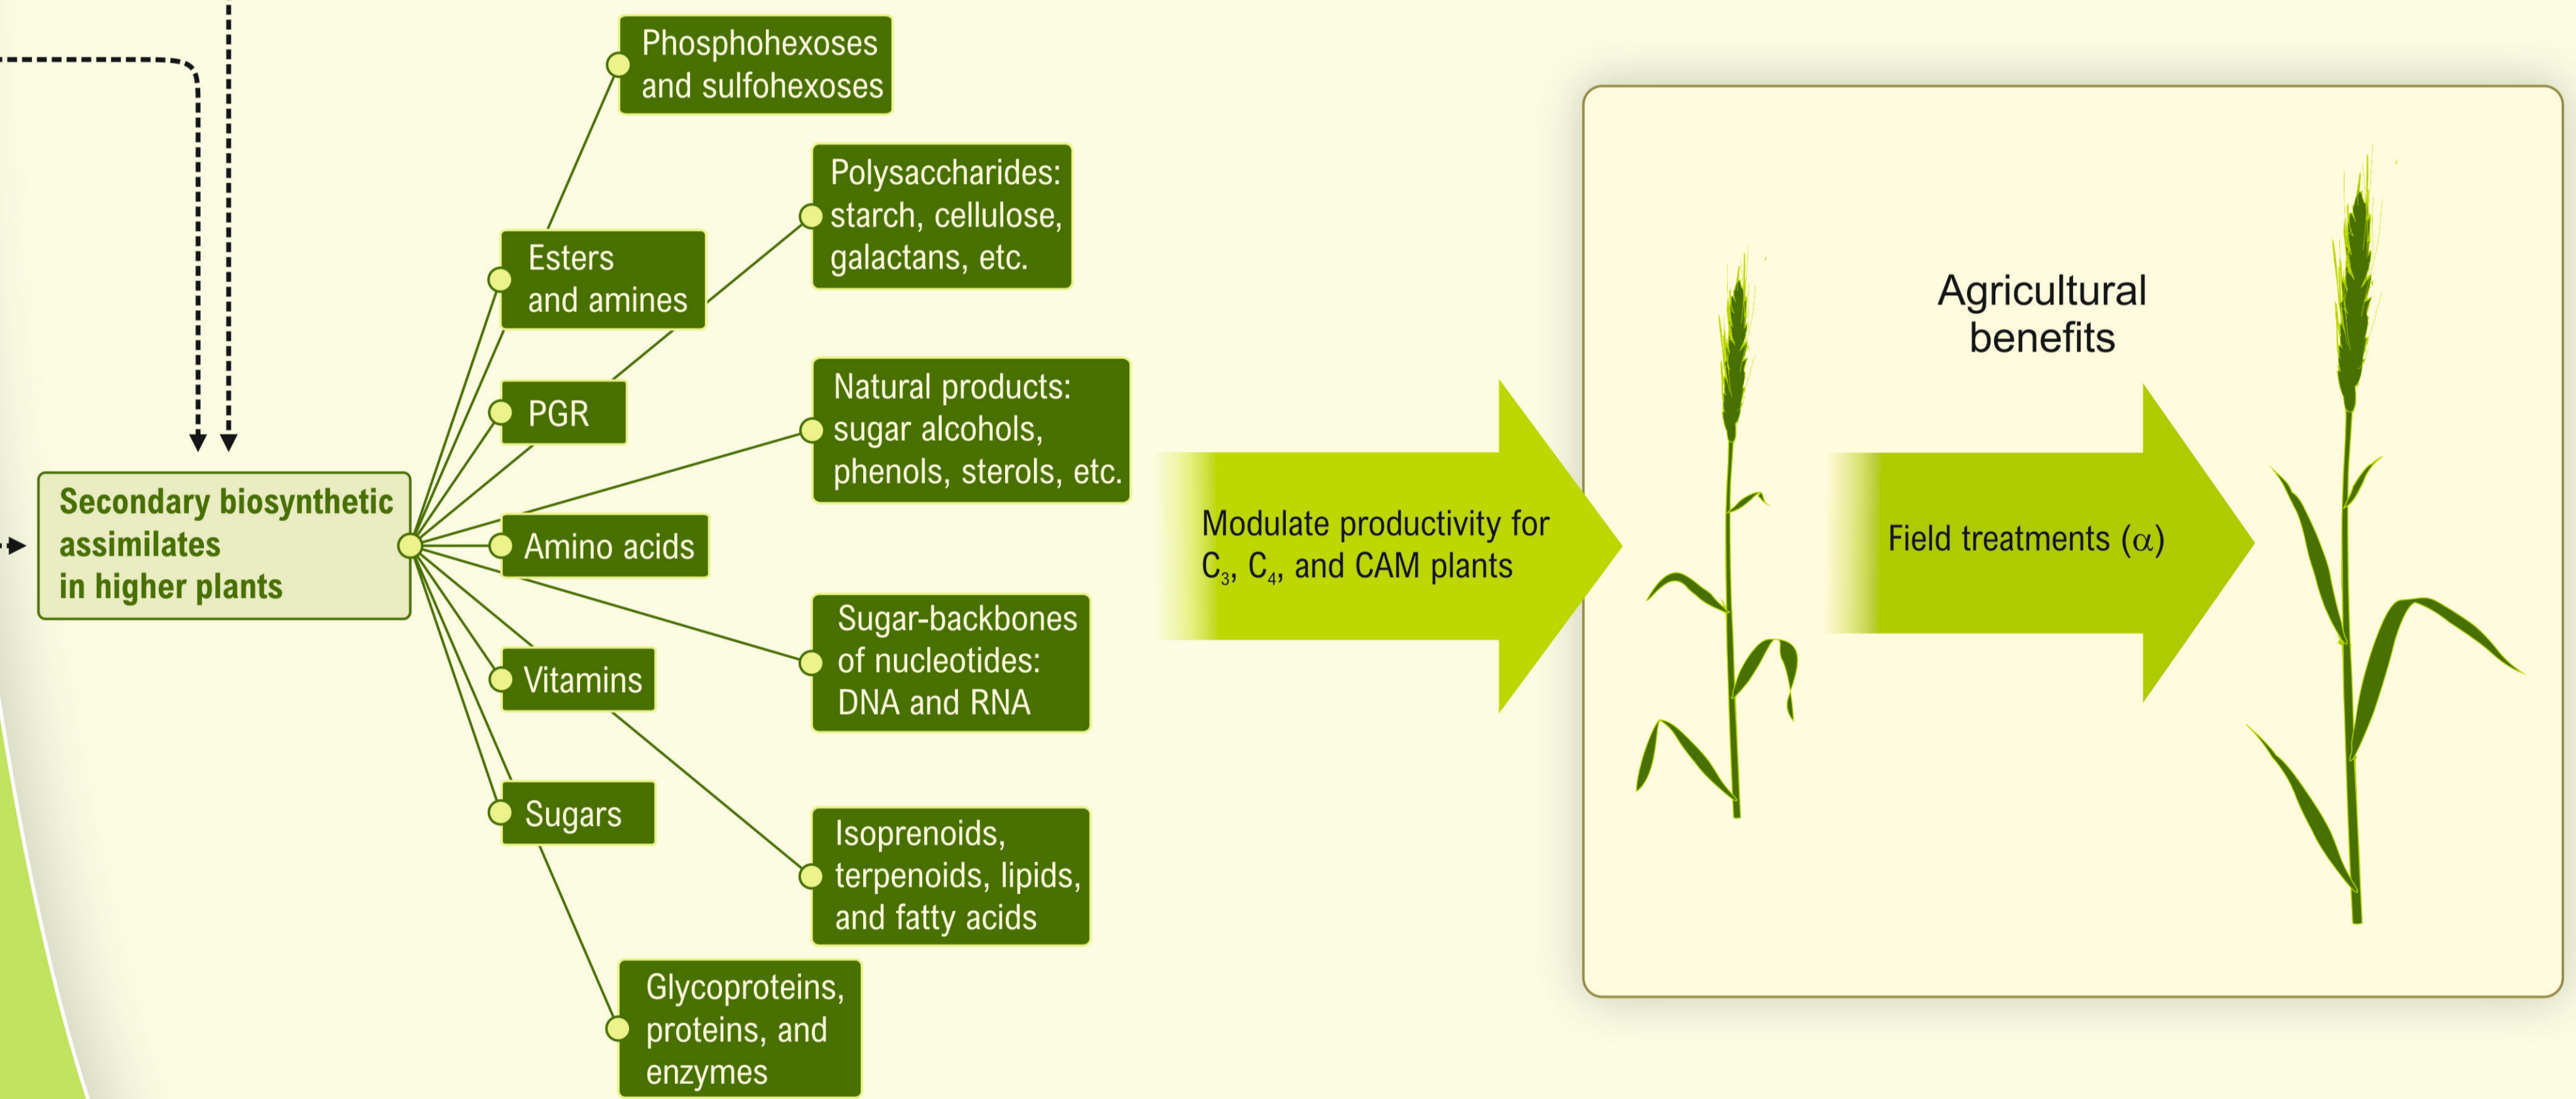 Secondary biosynthetic
assimilates
in higher plants
Phosphohexoses
and sulfohexoses
Esters
and amines
Polysaccharides:
starch, cellulose,
galactans, etc.
PGR
Natural products:
sugar alcohols,
phenols, sterols, etc.
Amino acids
Sugar-backbones
of nucleotides:
DNA and RNA
Vitamins
Sugars
Isoprenoids,
terpenoids, lipids,
and fatty acids
Glycoproteins,
proteins, and
enzymes
Modulate productivity for
C₃, C₄, and CAM plants
Agricultural
benefits
Field treatments (α)